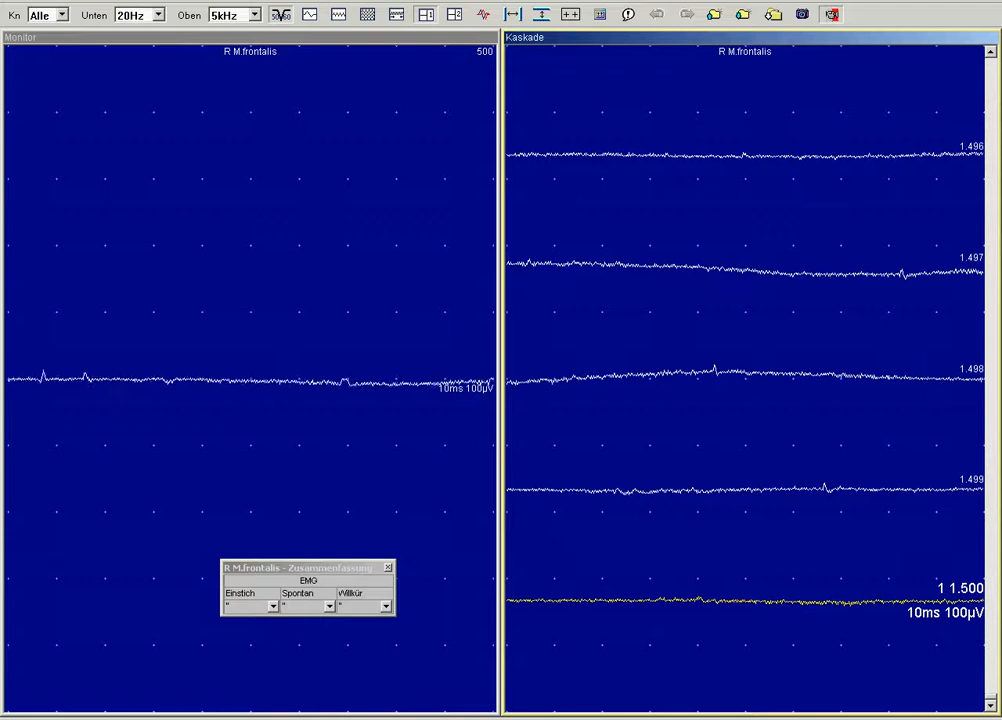 Kn Alle Unten 20Hz Oben 5kHz
Monitor
R M.frontalis 500
10ms 100µV
R M.frontalis - Zusammenfassung
EMG
Einstich Spontan Willkür
" " "
Kaskade
R M.frontalis
1.496
1.497
1.498
1.499
1 1.500
10ms 100µV